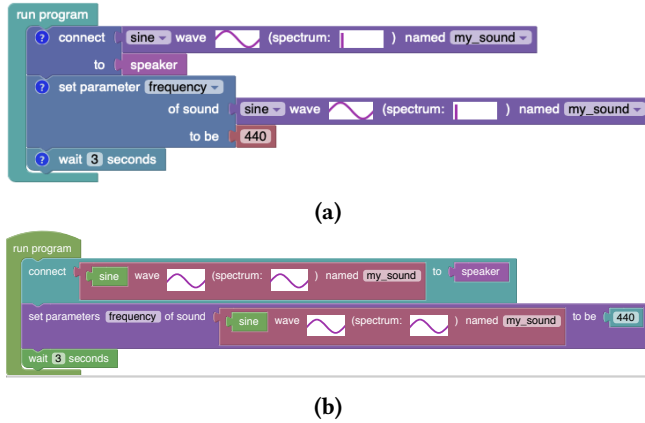 run program
? connect sine wave (spectrum: ) named my_sound
to speaker
? set parameter frequency
of sound sine wave (spectrum: ) named my_sound
to be 440
? wait 3 seconds
(a)
run program
connect sine wave (spectrum: ) named my_sound to speaker
set parameters frequency of sound sine wave (spectrum: ) named my_sound to be 440
wait 3 seconds
(b)